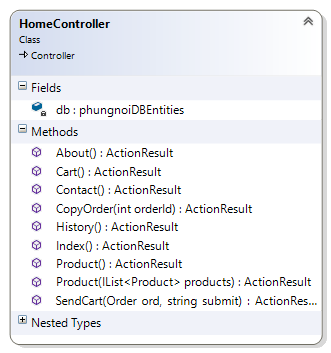 HomeController
Class
Controller
Fields
db : phungnoiDBEntities
Methods
About() : ActionResult
Cart() : ActionResult
Contact() : ActionResult
CopyOrder(int orderId) : ActionResult
History() : ActionResult
Index() : ActionResult
Product() : ActionResult
Product(IList<Product> products) : ActionResult
SendCart(Order ord, string submit) : ActionRes...
Nested Types